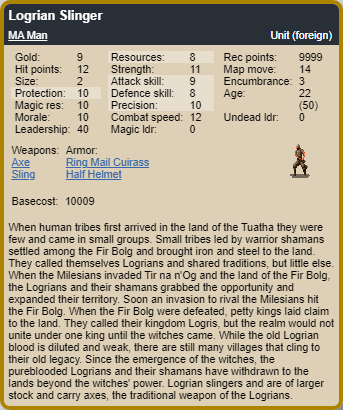 Logrian Slinger
MA Man Unit (foreign)
Gold: 9 Resources: 8 Rec points: 9999
Hit points: 12 Strength: 11 Map move: 14
Size: 2 Attack skill: 9 Encumbrance: 3
Protection: 10 Defence skill: 8 Age: 22
Magic res: 10 Precision: 10 (50)
Morale: 10 Combat speed: 12 Undead ldr: 0
Leadership: 40 Magic ldr: 0
Weapons: Armor:
Axe Ring Mail Cuirass
Sling Half Helmet
Basecost: 10009
When human tribes first arrived in the land of the Tuatha they were
few and came in small groups. Small tribes led by warrior shamans
settled among the Fir Bolg and brought iron and steel to the land.
They called themselves Logrians and shared traditions, but little else.
When the Milesians invaded Tir na n'Og and the land of the Fir Bolg,
the Logrians and their shamans grabbed the opportunity and
expanded their territory. Soon an invasion to rival the Milesians hit
the Fir Bolg. When the Fir Bolg were defeated, petty kings laid claim
to the land. They called their kingdom Logris, but the realm would not
unite under one king until the witches came. While the old Logrian
blood is diluted and weak, there are still many villages that cling to
their old legacy. Since the emergence of the witches, the
pureblooded Logrians and their shamans have withdrawn to the
lands beyond the witches' power. Logrian slingers and are of larger
stock and carry axes, the traditional weapon of the Logrians.